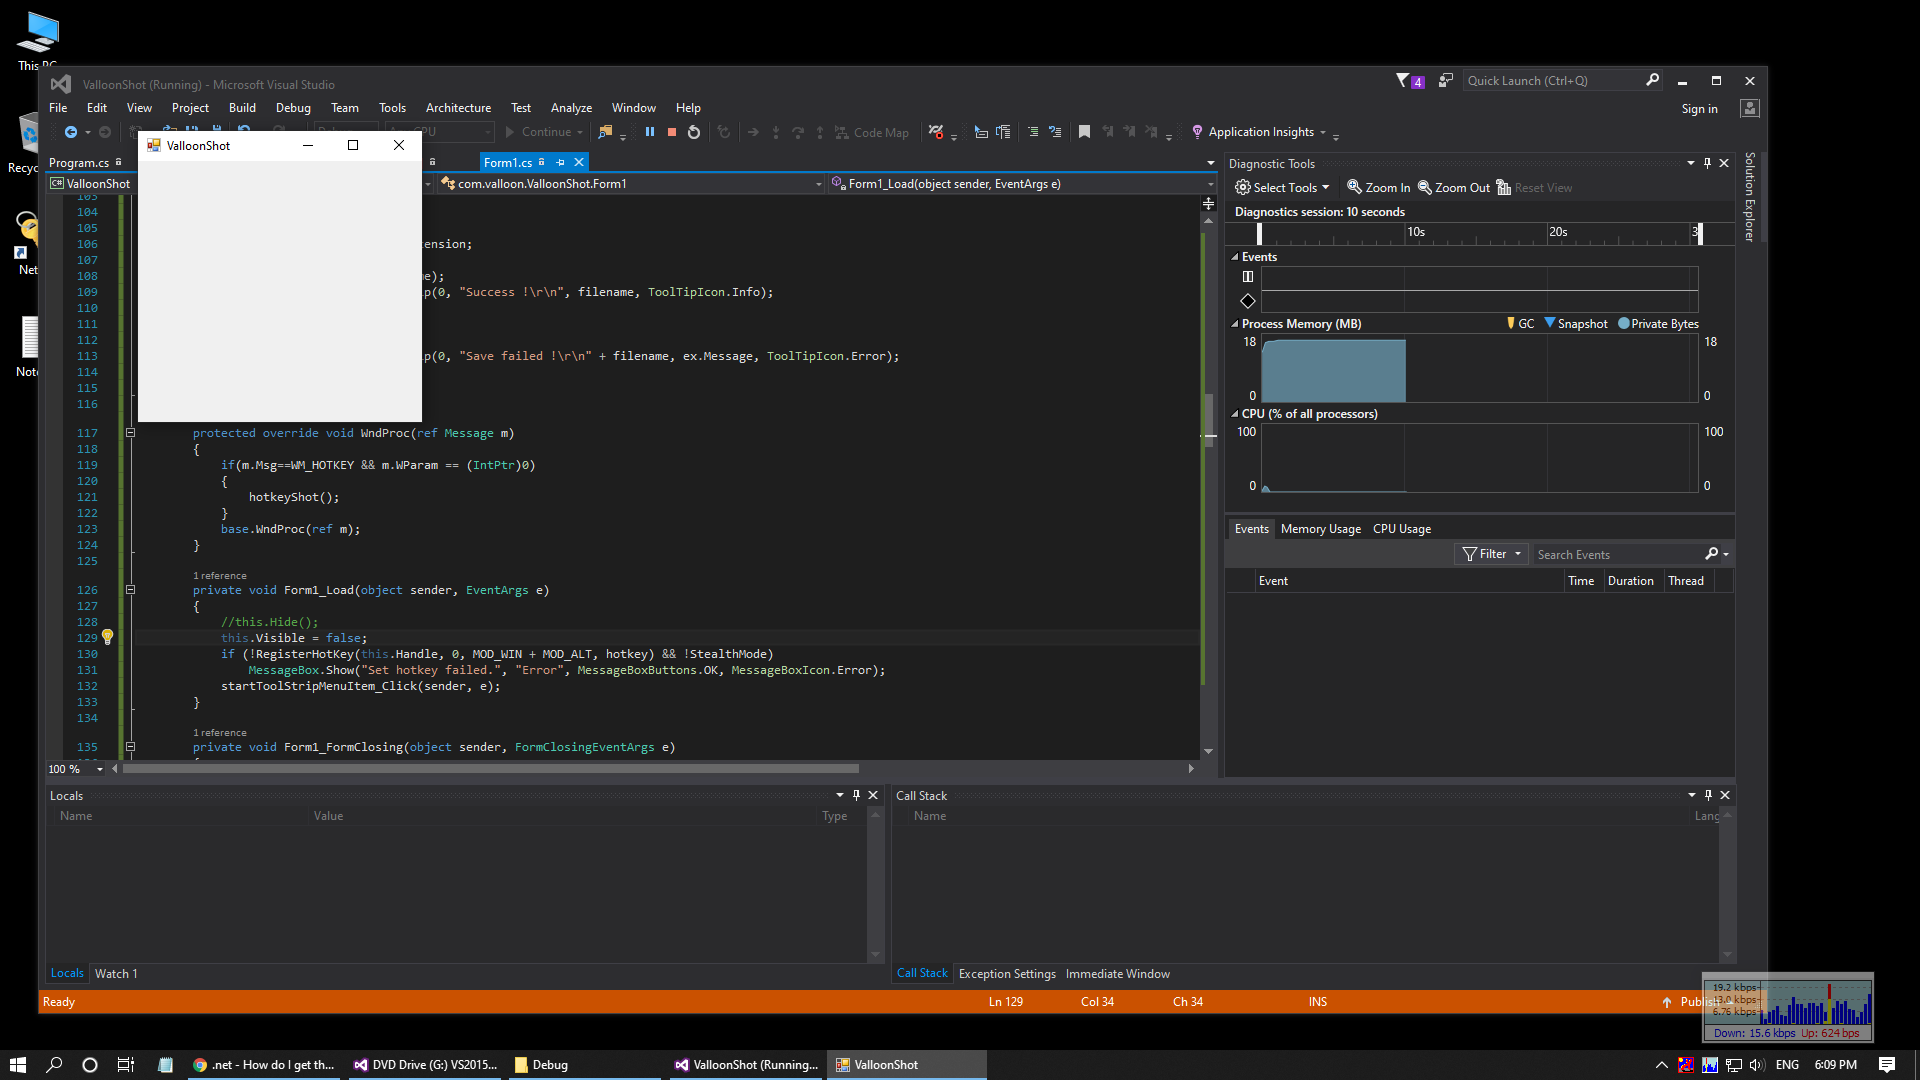 This PC
ValloonShot (Running) - Microsoft Visual Studio
4
Quick Launch (Ctrl+Q)
File Edit View Project Build Debug Team Tools Architecture Test Analyze Window Help
Sign in
Continue
Code Map
Application Insights
ValloonShot
Program.cs
Form1.cs
Diagnostic Tools
Solution Explorer
C# ValloonShot
com.valloon.ValloonShot.Form1
Form1_Load(object sender, EventArgs e)
Select Tools Zoom In Zoom Out Reset View
Diagnostics session: 10 seconds
10s 20s 3
Events
Process Memory (MB)
GC Snapshot Private Bytes
18 18
0 0
CPU (% of all processors)
100 100
0 0
Events Memory Usage CPU Usage
Filter Search Events
Event Time Duration Thread
103
104
105
106 ension;
107
108 e);
109 p(0, "Success !\r\n", filename, ToolTipIcon.Info);
110
111
112
113 p(0, "Save failed !\r\n" + filename, ex.Message, ToolTipIcon.Error);
114
115
116
117 protected override void WndProc(ref Message m)
118 {
119 if(m.Msg==WM_HOTKEY && m.WParam == (IntPtr)0)
120 {
121 hotkeyShot();
122 }
123 base.WndProc(ref m);
124 }
125
1 reference
126 private void Form1_Load(object sender, EventArgs e)
127 {
128 //this.Hide();
129 this.Visible = false;
130 if (!RegisterHotKey(this.Handle, 0, MOD_WIN + MOD_ALT, hotkey) && !StealthMode)
131 MessageBox.Show("Set hotkey failed.", "Error", MessageBoxButtons.OK, MessageBoxIcon.Error);
132 startToolStripMenuItem_Click(sender, e);
133 }
134
1 reference
135 private void Form1_FormClosing(object sender, FormClosingEventArgs e)
100 %
Recyc
Net
Note
Locals
Name Value Type
Locals Watch 1
Call Stack
Name Lang
Call Stack Exception Settings Immediate Window
Ready
Ln 129 Col 34 Ch 34 INS
Publish
19.2 kbps
13.0 kbps
6.76 kbps
Down: 15.6 kbps Up: 624 bps
.net - How do I get th...
DVD Drive (G:) VS2015...
Debug
ValloonShot (Running...
ValloonShot
ENG
6:09 PM